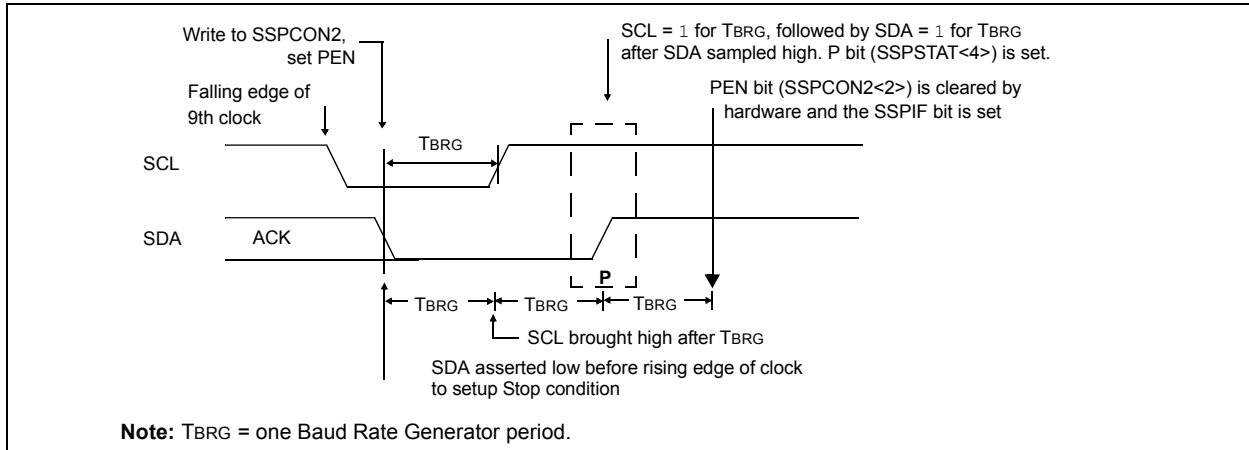 Write to SSPCON2,
set PEN
SCL = 1 for TBRG, followed by SDA = 1 for TBRG
after SDA sampled high. P bit (SSPSTAT<4>) is set.
Falling edge of
9th clock
PEN bit (SSPCON2<2>) is cleared by
hardware and the SSPIF bit is set
TBRG
SCL
SDA
ACK
P
TBRG
TBRG
TBRG
SCL brought high after TBRG
SDA asserted low before rising edge of clock
to setup Stop condition
Note: TBRG = one Baud Rate Generator period.